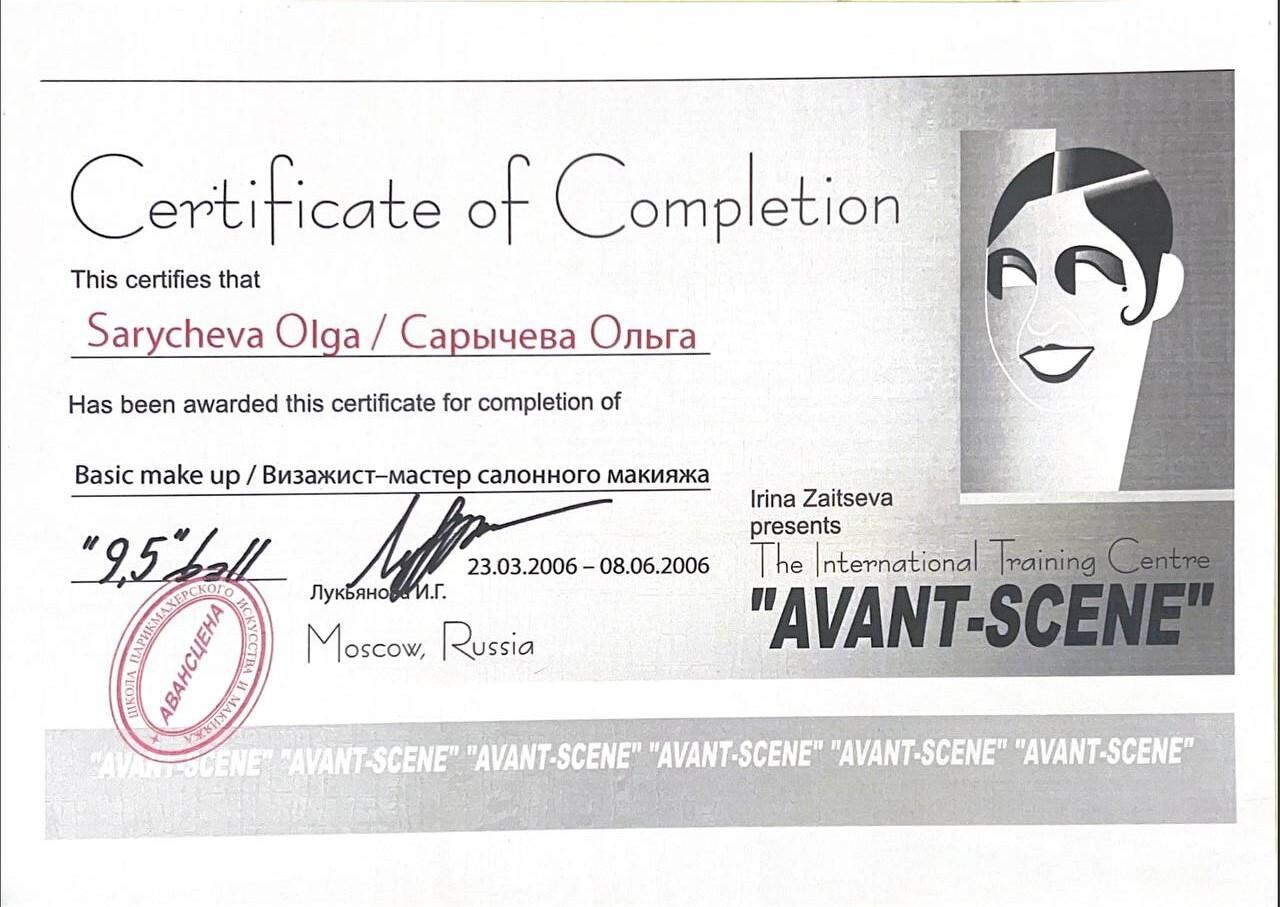 Certificate of Completion
This certifies that
Sarycheva Olga / Сарычева Ольга
Has been awarded this certificate for completion of
Basic make up / Визажист–мастер салонного макияжа
"9,5" ball
23.03.2006 – 08.06.2006
Лукьянова И.Г.
Moscow, Russia
Irina Zaitseva
presents
The International Training Centre
"AVANT-SCENE"
ШКОЛА ПАРИКМАХЕРСКОГО ИСКУССТВА И МАКИЯЖА
АВАНСЦЕНА
"AVANT-SCENE" "AVANT-SCENE" "AVANT-SCENE" "AVANT-SCENE" "AVANT-SCENE" "AVANT-SCENE"